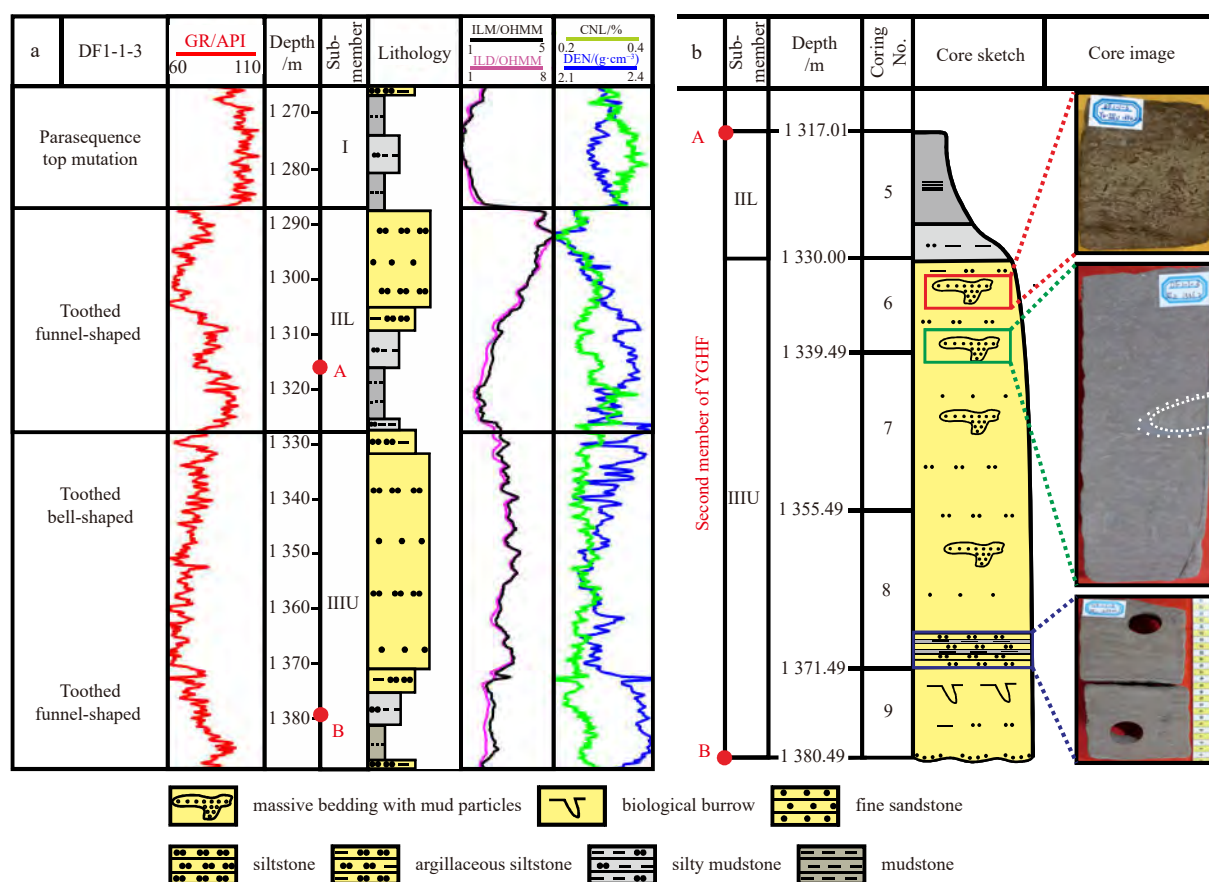 a
DF1-1-3
GR/API
60 110
Depth
/m
Sub-
member
Lithology
ILM/OHMM
1 5
ILD/OHMM
1 8
CNL/%
0.2 0.4
DEN/(g·cm⁻³)
2.1 2.4
Parasequence
top mutation
Toothed
funnel-shaped
Toothed
bell-shaped
Toothed
funnel-shaped
1 270
1 280
1 290
1 300
1 310
1 320
1 330
1 340
1 350
1 360
1 370
1 380
I
IIL
A
IIIU
B
b
Sub-
member
Depth
/m
Coring
No.
Core sketch
Core image
Second member of YGHF
A
IIL
IIIU
B
1 317.01
1 330.00
1 339.49
1 355.49
1 371.49
1 380.49
5
6
7
8
9
massive bedding with mud particles
biological burrow
fine sandstone
siltstone
argillaceous siltstone
silty mudstone
mudstone